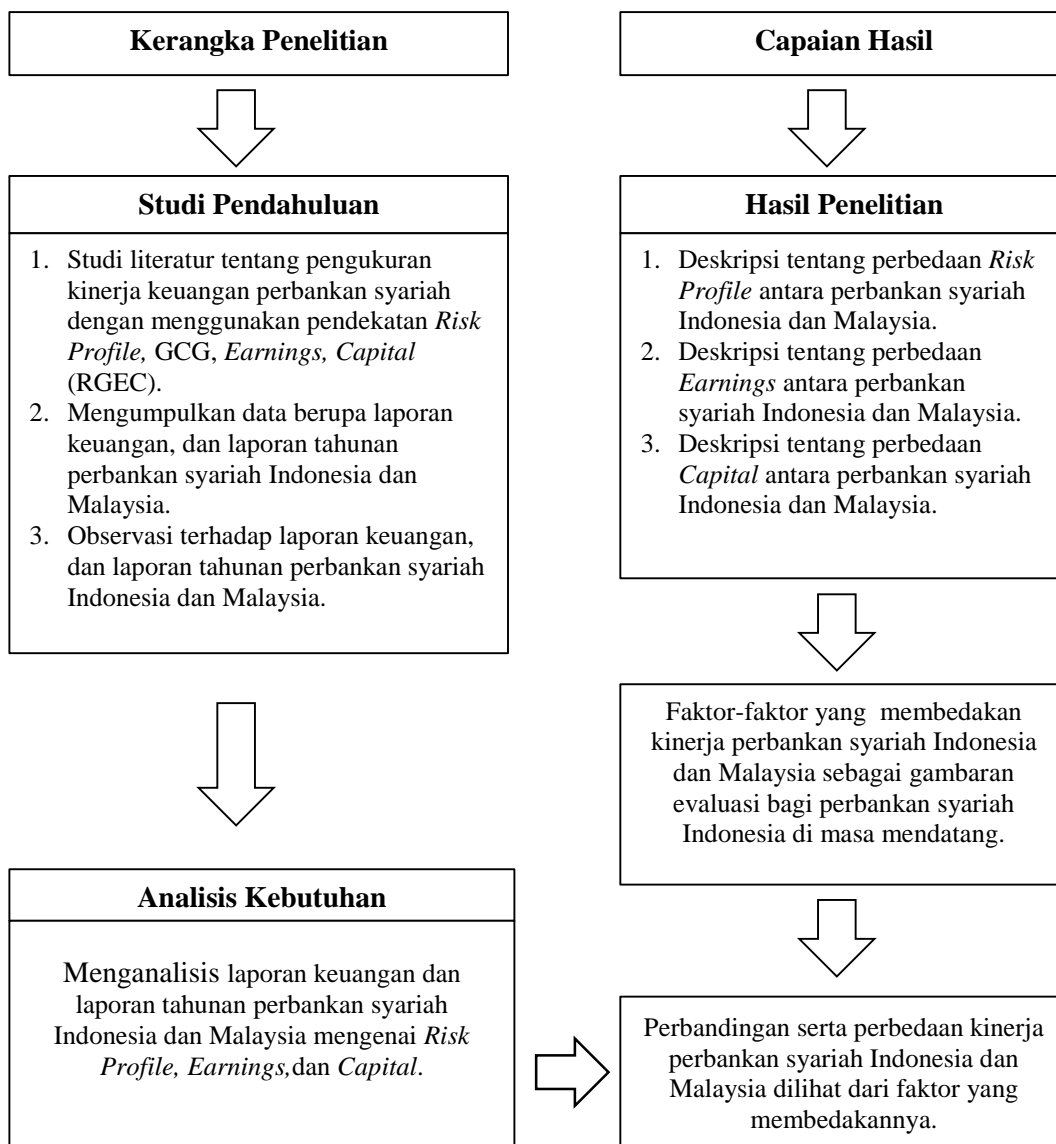 Kerangka Penelitian
Studi Pendahuluan
1. Studi literatur tentang pengukuran
kinerja keuangan perbankan syariah
dengan menggunakan pendekatan Risk
Profile, GCG, Earnings, Capital
(RGEC).
2. Mengumpulkan data berupa laporan
keuangan, dan laporan tahunan
perbankan syariah Indonesia dan
Malaysia.
3. Observasi terhadap laporan keuangan,
dan laporan tahunan perbankan syariah
Indonesia dan Malaysia.
Analisis Kebutuhan
Menganalisis laporan keuangan dan
laporan tahunan perbankan syariah
Indonesia dan Malaysia mengenai Risk
Profile, Earnings,dan Capital.
Capaian Hasil
Hasil Penelitian
1. Deskripsi tentang perbedaan Risk
Profile antara perbankan syariah
Indonesia dan Malaysia.
2. Deskripsi tentang perbedaan
Earnings antara perbankan
syariah Indonesia dan Malaysia.
3. Deskripsi tentang perbedaan
Capital antara perbankan syariah
Indonesia dan Malaysia.
Faktor-faktor yang membedakan
kinerja perbankan syariah Indonesia
dan Malaysia sebagai gambaran
evaluasi bagi perbankan syariah
Indonesia di masa mendatang.
Perbandingan serta perbedaan kinerja
perbankan syariah Indonesia dan
Malaysia dilihat dari faktor yang
membedakannya.